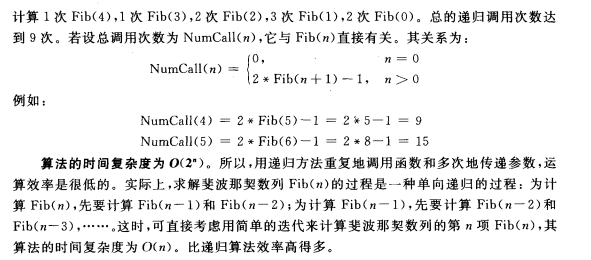 计算 1 次 Fib(4),1 次 Fib(3),2 次 Fib(2),3 次 Fib(1),2 次 Fib(0)。总的递归调用次数达
到 9 次。若设总调用次数为 NumCall(n),它与 Fib(n)直接有关。其关系为:
NumCall(n) = { 0, n = 0
2 * Fib(n+1)-1, n>0
例如:
NumCall(4) = 2 * Fib(5)-1 = 2*5-1 = 9
NumCall(5) = 2 * Fib(6)-1 = 2*8-1 = 15
算法的时间复杂度为 O(2ⁿ)。所以,用递归方法重复地调用函数和多次地传递参数,运
算效率是很低的。实际上,求解斐波那契数列 Fib(n)的过程是一种单向递归的过程:为计
算 Fib(n),先要计算 Fib(n-1)和 Fib(n-2);为计算 Fib(n-1),先要计算 Fib(n-2)和
Fib(n-3),……。这时,可直接考虑用简单的迭代来计算斐波那契数列的第 n 项 Fib(n),其
算法的时间复杂度为 O(n)。比递归算法效率高得多。